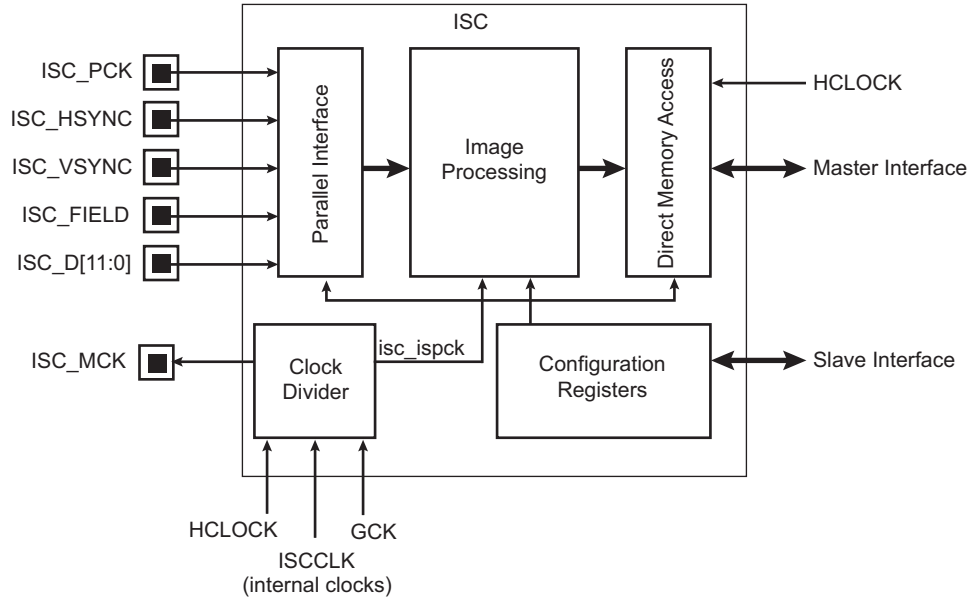 ISC
ISC_PCK
ISC_HSYNC
ISC_VSYNC
ISC_FIELD
ISC_D[11:0]
Parallel Interface
Image
Processing
Direct Memory Access
HCLOCK
Master Interface
ISC_MCK
Clock
Divider
isc_ispck
Configuration
Registers
Slave Interface
HCLOCK
GCK
ISCCLK
(internal clocks)